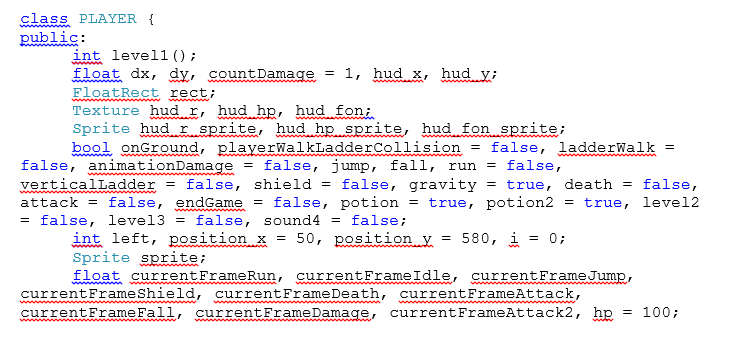 class PLAYER {
public:
int level1();
float dx, dy, countDamage = 1, hud_x, hud_y;
FloatRect rect;
Texture hud_r, hud_hp, hud_fon;
Sprite hud_r_sprite, hud_hp_sprite, hud_fon_sprite;
bool onGround, playerWalkLadderCollision = false, ladderWalk =
false, animationDamage = false, jump, fall, run = false,
verticalLadder = false, shield = false, gravity = true, death = false,
attack = false, endGame = false, potion = true, potion2 = true, level2
= false, level3 = false, sound4 = false;
int left, position_x = 50, position_y = 580, i = 0;
Sprite sprite;
float currentFrameRun, currentFrameIdle, currentFrameJump,
currentFrameShield, currentFrameDeath, currentFrameAttack,
currentFrameFall, currentFrameDamage, currentFrameAttack2, hp = 100;